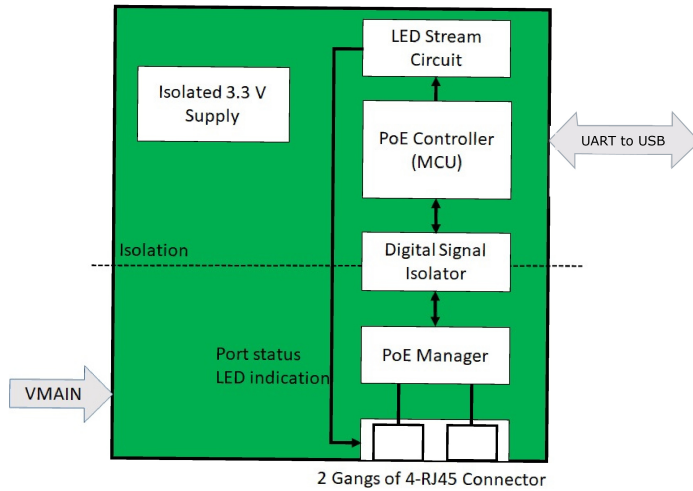 LED Stream
Circuit
Isolated 3.3 V
Supply
PoE Controller
(MCU)
UART to USB
Isolation
Digital Signal
Isolator
Port status
LED indication
PoE Manager
VMAIN
2 Gangs of 4-RJ45 Connector